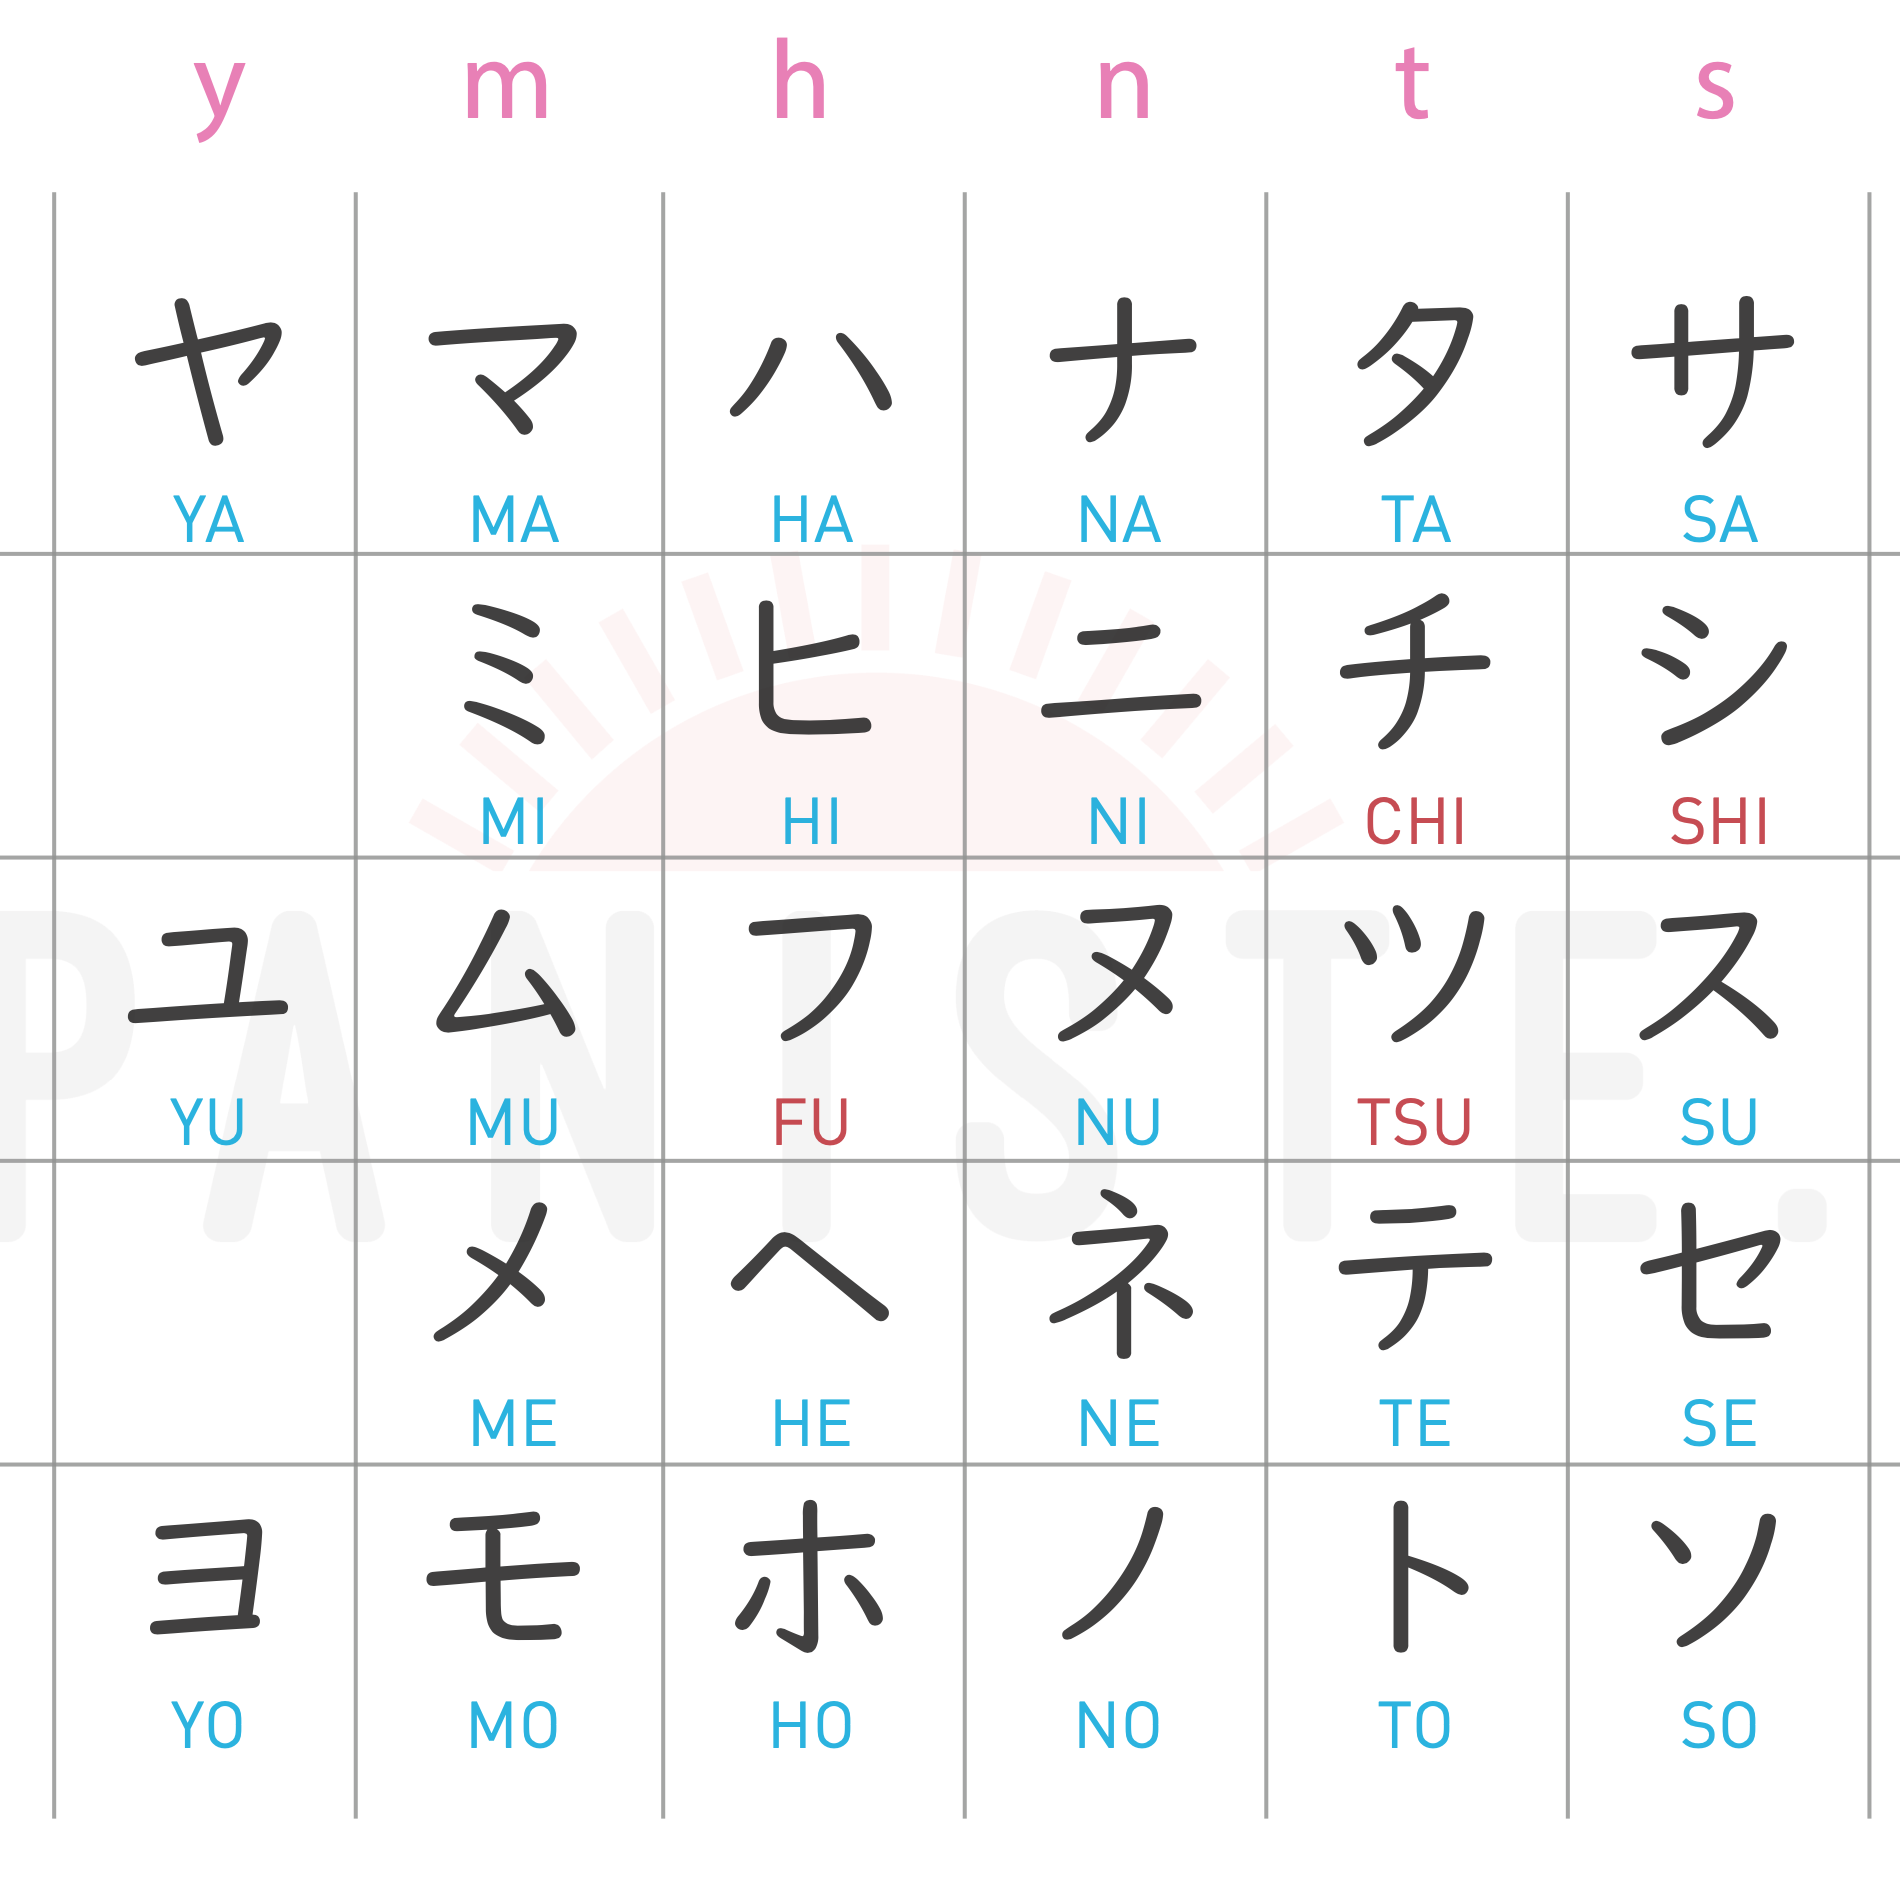 y m h n t s
ヤ マ ハ ナ タ サ
YA MA HA NA TA SA
ミ ヒ ニ チ シ
MI HI NI CHI SHI
ユ ム フ ヌ ツ ス
YU MU FU NU TSU SU
メ ヘ ネ テ セ
ME HE NE TE SE
ヨ モ ホ ノ ト ソ
YO MO HO NO TO SO
PANISTE.